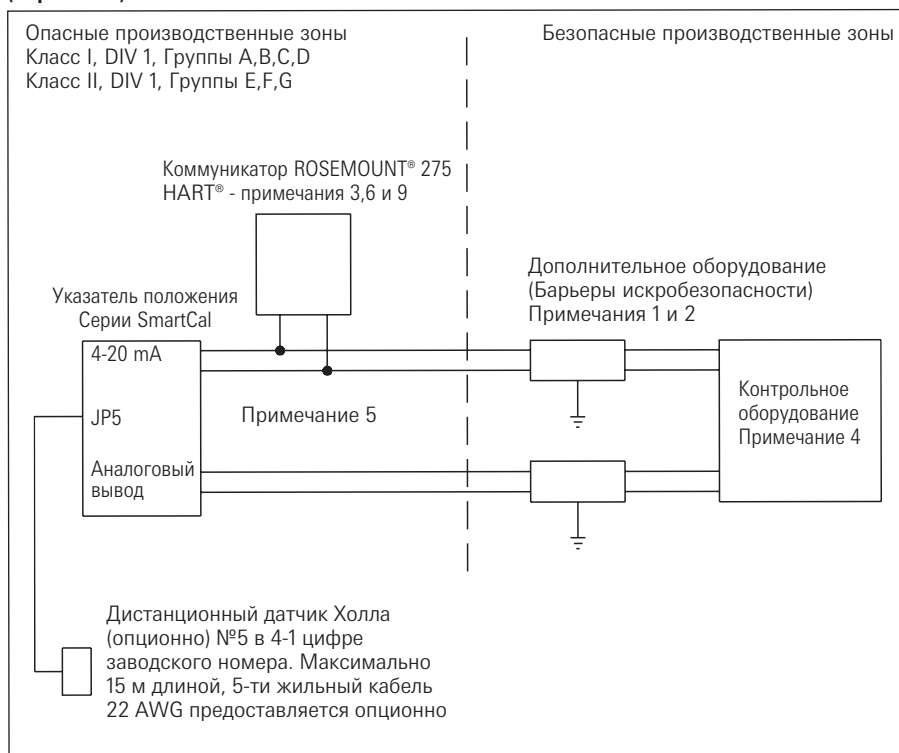 Опасные производственные зоны
Класс I, DIV 1, Группы A,B,C,D
Класс II, DIV 1, Группы E,F,G
Безопасные производственные зоны
Коммуникатор ROSEMOUNT® 275
HART® - примечания 3,6 и 9
Указатель положения
Серии SmartCal
Дополнительное оборудование
(Барьеры искробезопасности)
Примечания 1 и 2
4-20 mA
JP5
Аналоговый
вывод
Примечание 5
Контрольное
оборудование
Примечание 4
Дистанционный датчик Холла
(опционно) №5 в 4-1 цифре
заводского номера. Максимально
15 м длиной, 5-ти жильный кабель
22 AWG предоставляется опционно